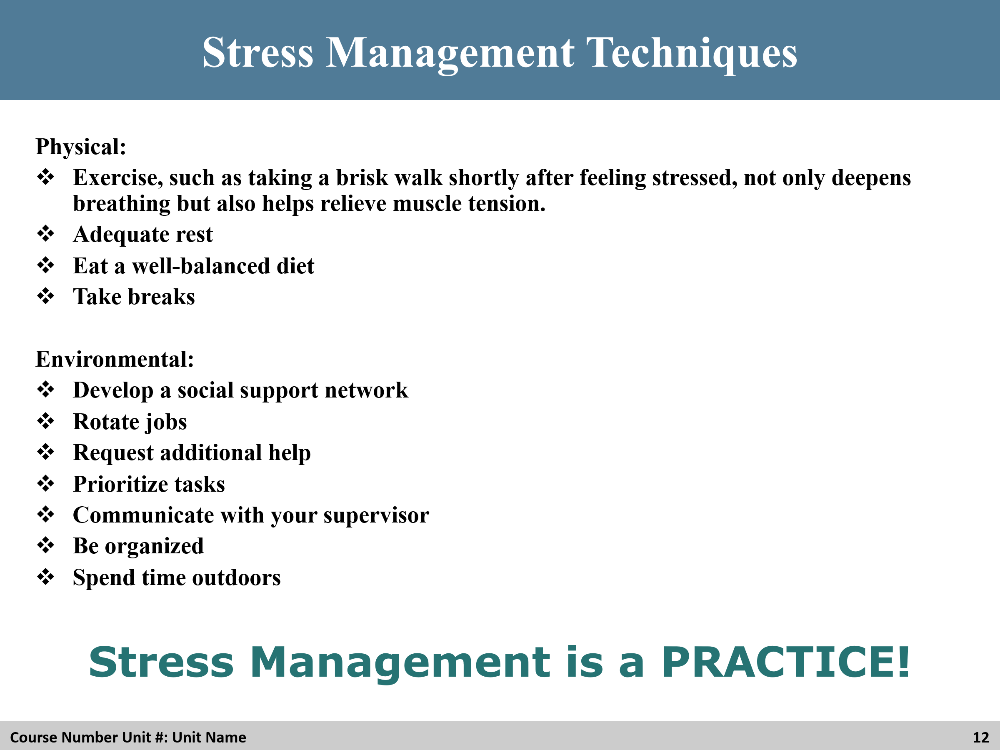 Stress Management Techniques
Physical:
❖ Exercise, such as taking a brisk walk shortly after feeling stressed, not only deepens
breathing but also helps relieve muscle tension.
❖ Adequate rest
❖ Eat a well-balanced diet
❖ Take breaks
Environmental:
❖ Develop a social support network
❖ Rotate jobs
❖ Request additional help
❖ Prioritize tasks
❖ Communicate with your supervisor
❖ Be organized
❖ Spend time outdoors
Stress Management is a PRACTICE!
Course Number Unit #: Unit Name
12